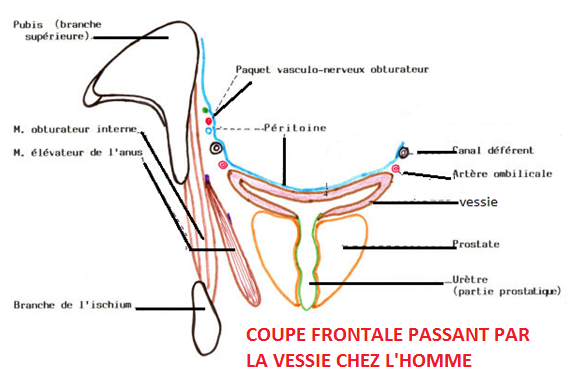 Pubis (branche
supérieure)
Paquet vasculo-nerveux obturateur
M. obturateur interne
Péritoine
M. élévateur de l'anus
Canal déférent
Artère ombilicale
vessie
Prostate
Urètre
(partie prostatique)
Branche de l'ischium
COUPE FRONTALE PASSANT PAR
LA VESSIE CHEZ L'HOMME